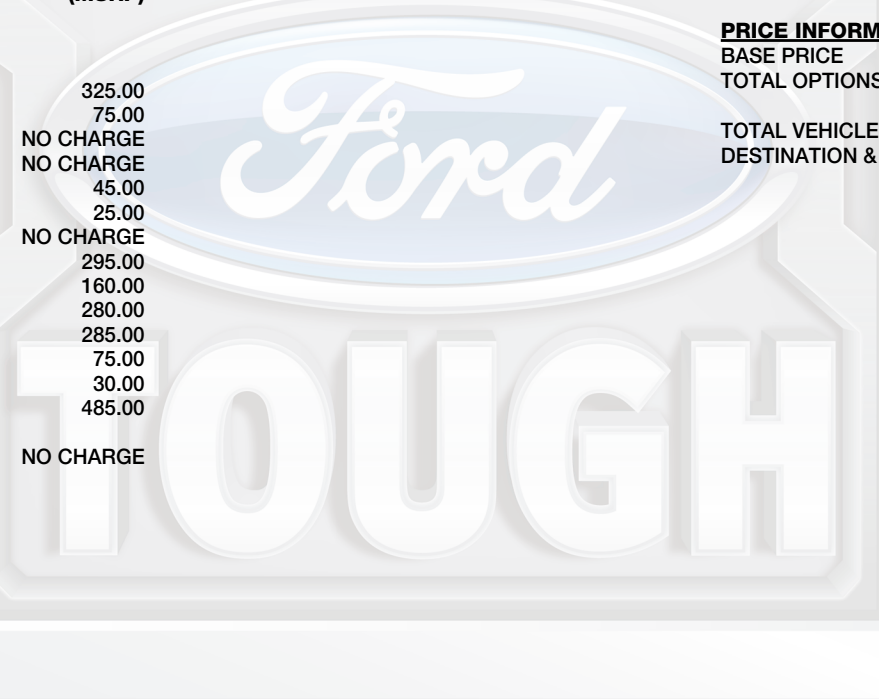 PRICE INFORM
BASE PRICE
TOTAL OPTIONS
TOTAL VEHICLE
DESTINATION &
325.00
75.00
NO CHARGE
NO CHARGE
45.00
25.00
NO CHARGE
295.00
160.00
280.00
285.00
75.00
30.00
485.00
NO CHARGE
Ford
TOUGH